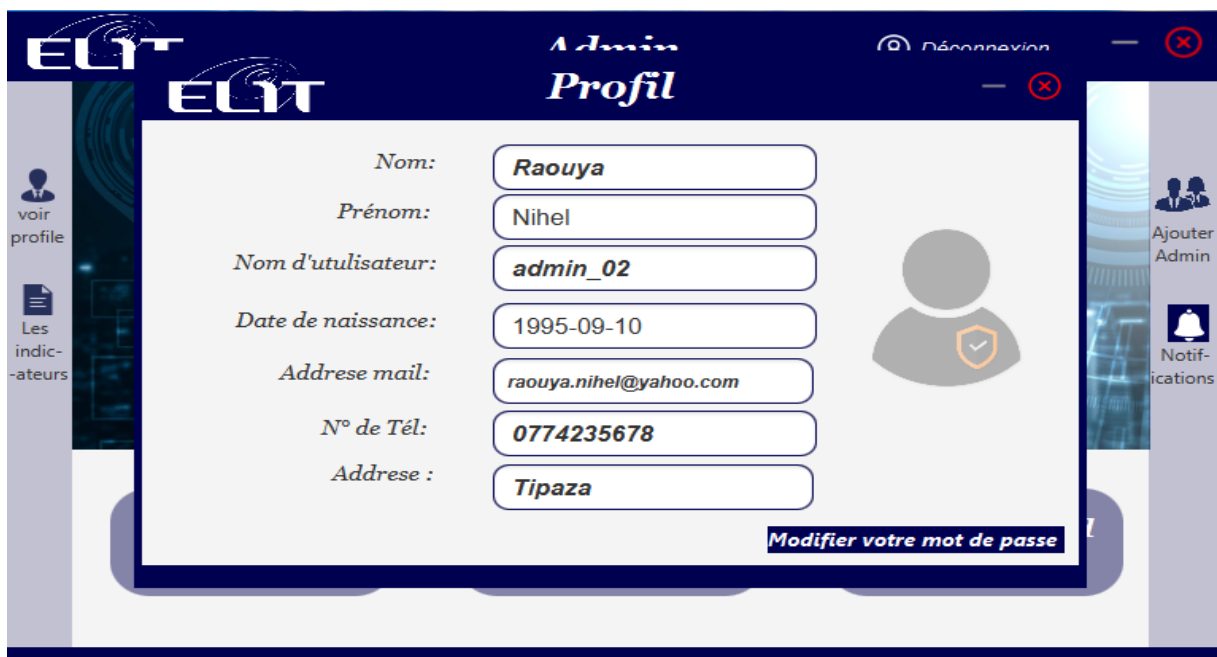 ELIT
Admin
Déconnexion
ELIT
Profil
voir
profile
Les
indic-
-ateurs
Nom:
Raouya
Prénom:
Nihel
Nom d'utulisateur:
admin_02
Date de naissance:
1995-09-10
Addrese mail:
raouya.nihel@yahoo.com
N° de Tél:
0774235678
Addrese :
Tipaza
Modifier votre mot de passe
Ajouter
Admin
Notif-
ications